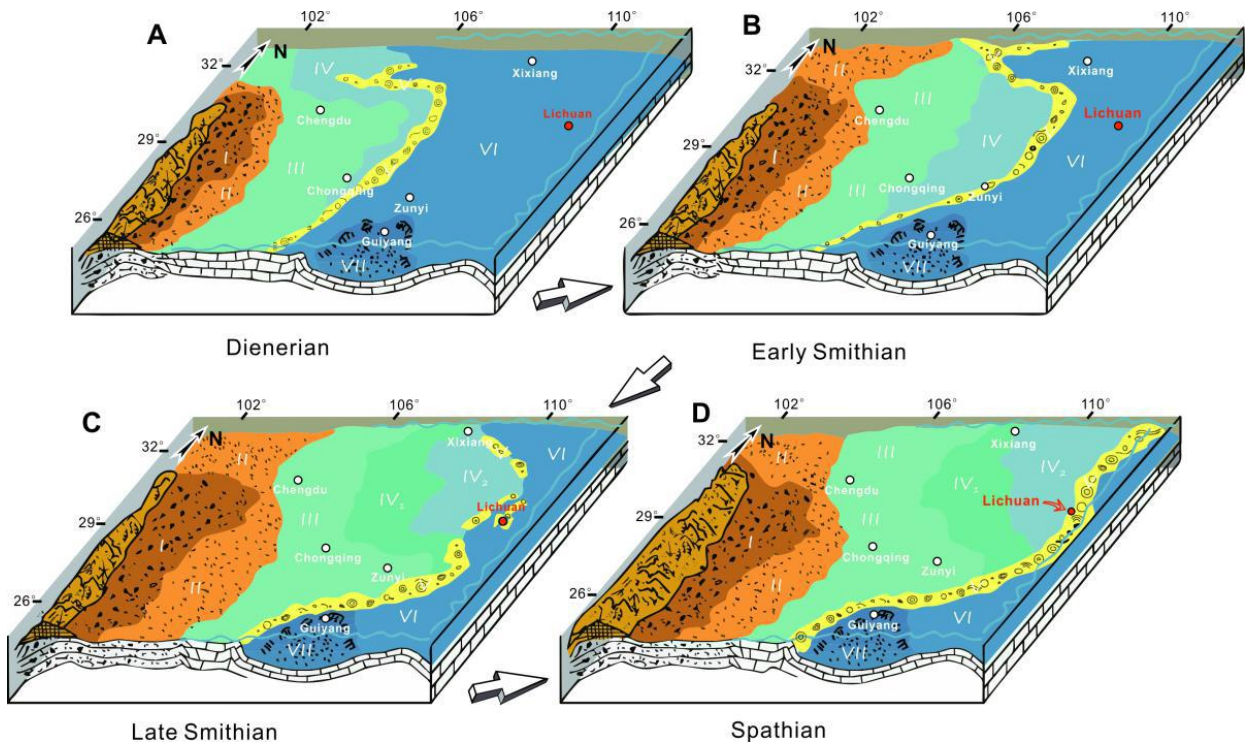 A
102°
106°
110°
N
32°
29°
26°
IV
Xixiang
Lichuan
Chengdu
I
II
III
VI
Chongqing
Zunyi
Guiyang
VII
Dienerian
B
102°
106°
110°
N
32°
29°
26°
II
Xixiang
III
Lichuan
Chengdu
IV
I
VI
II
III
Chongqing
Zunyi
Guiyang
VII
Early Smithian
C
102°
106°
110°
N
32°
29°
26°
Xixiang
II
VI
IV₂
Chengdu
IV₁
III
Lichuan
I
Chongqing
Zunyi
II
Guiyang
VI
VII
Late Smithian
D
102°
106°
110°
N
32°
29°
26°
Xixiang
III
II
IV₂
Chengdu
IV₁
Lichuan
III
I
Chongqing
Zunyi
II
Guiyang
VI
VII
Spathian